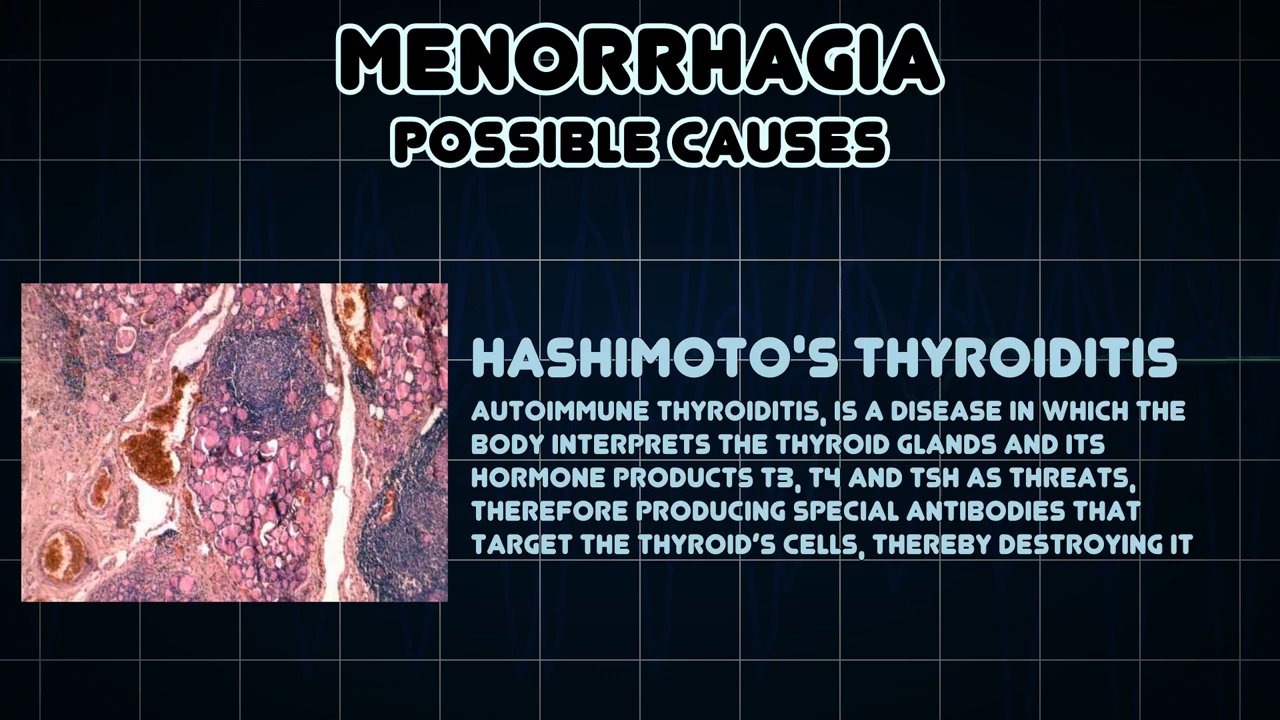 MENORRHAGIA
POSSIBLE CAUSES
HASHIMOTO'S THYROIDITIS
AUTOIMMUNE THYROIDITIS, IS A DISEASE IN WHICH THE
BODY INTERPRETS THE THYROID GLANDS AND ITS
HORMONE PRODUCTS T3, T4 AND TSH AS THREATS,
THEREFORE PRODUCING SPECIAL ANTIBODIES THAT
TARGET THE THYROID'S CELLS, THEREBY DESTROYING IT